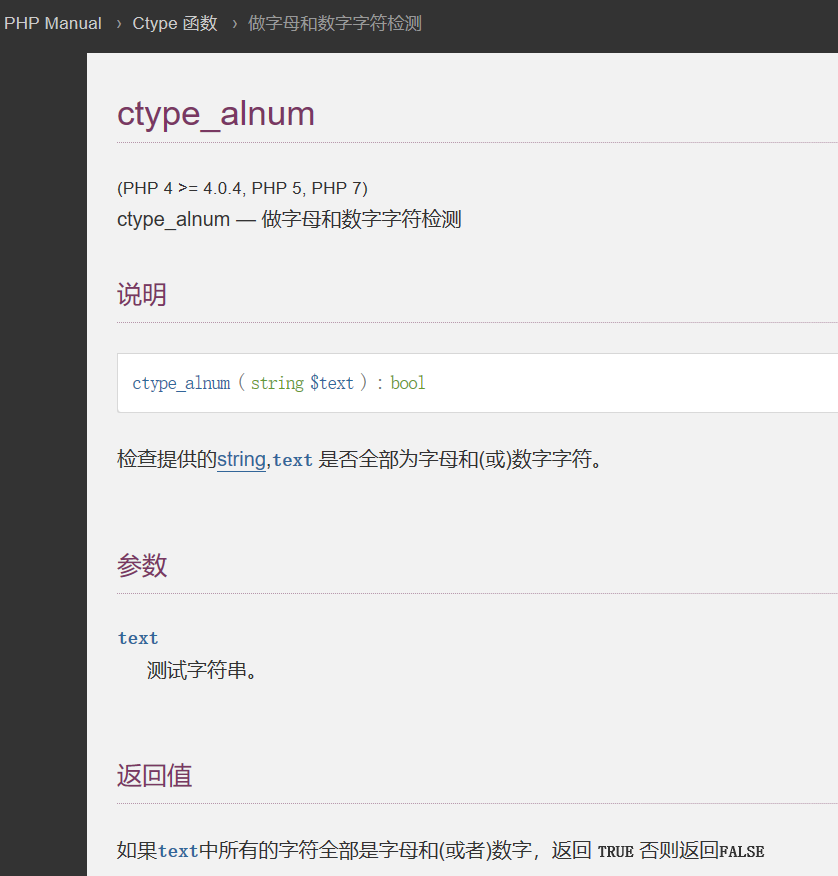 PHP Manual › Ctype 函数 › 做字母和数字字符检测
ctype_alnum
(PHP 4 >= 4.0.4, PHP 5, PHP 7)
ctype_alnum — 做字母和数字字符检测
说明
ctype_alnum ( string $text ) : bool
检查提供的string,text 是否全部为字母和(或)数字字符。
参数
text
测试字符串。
返回值
如果text中所有的字符全部是字母和(或者)数字，返回 TRUE 否则返回FALSE